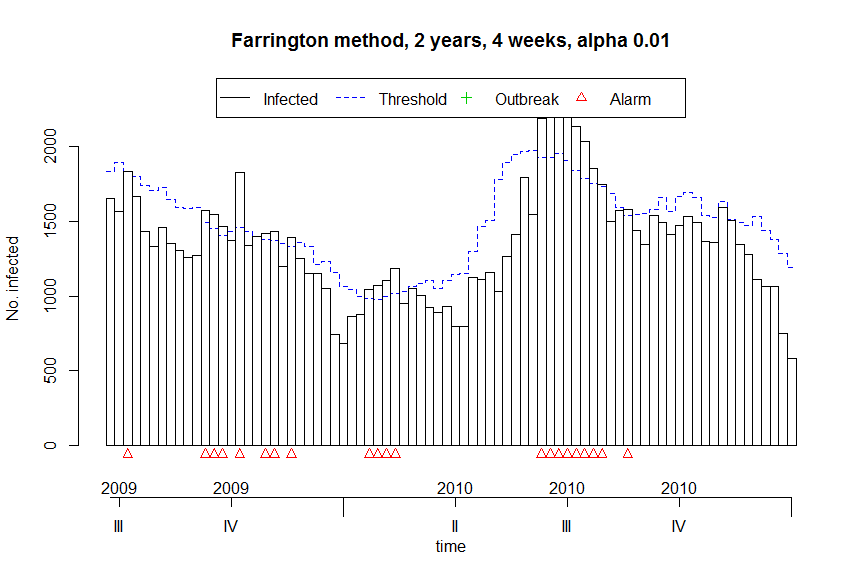 Farrington method, 2 years, 4 weeks, alpha 0.01
Infected Threshold Outbreak Alarm
2000
1500
1000
500
0
No. infected
2009 2009 2010 2010 2010
III IV II III IV
time